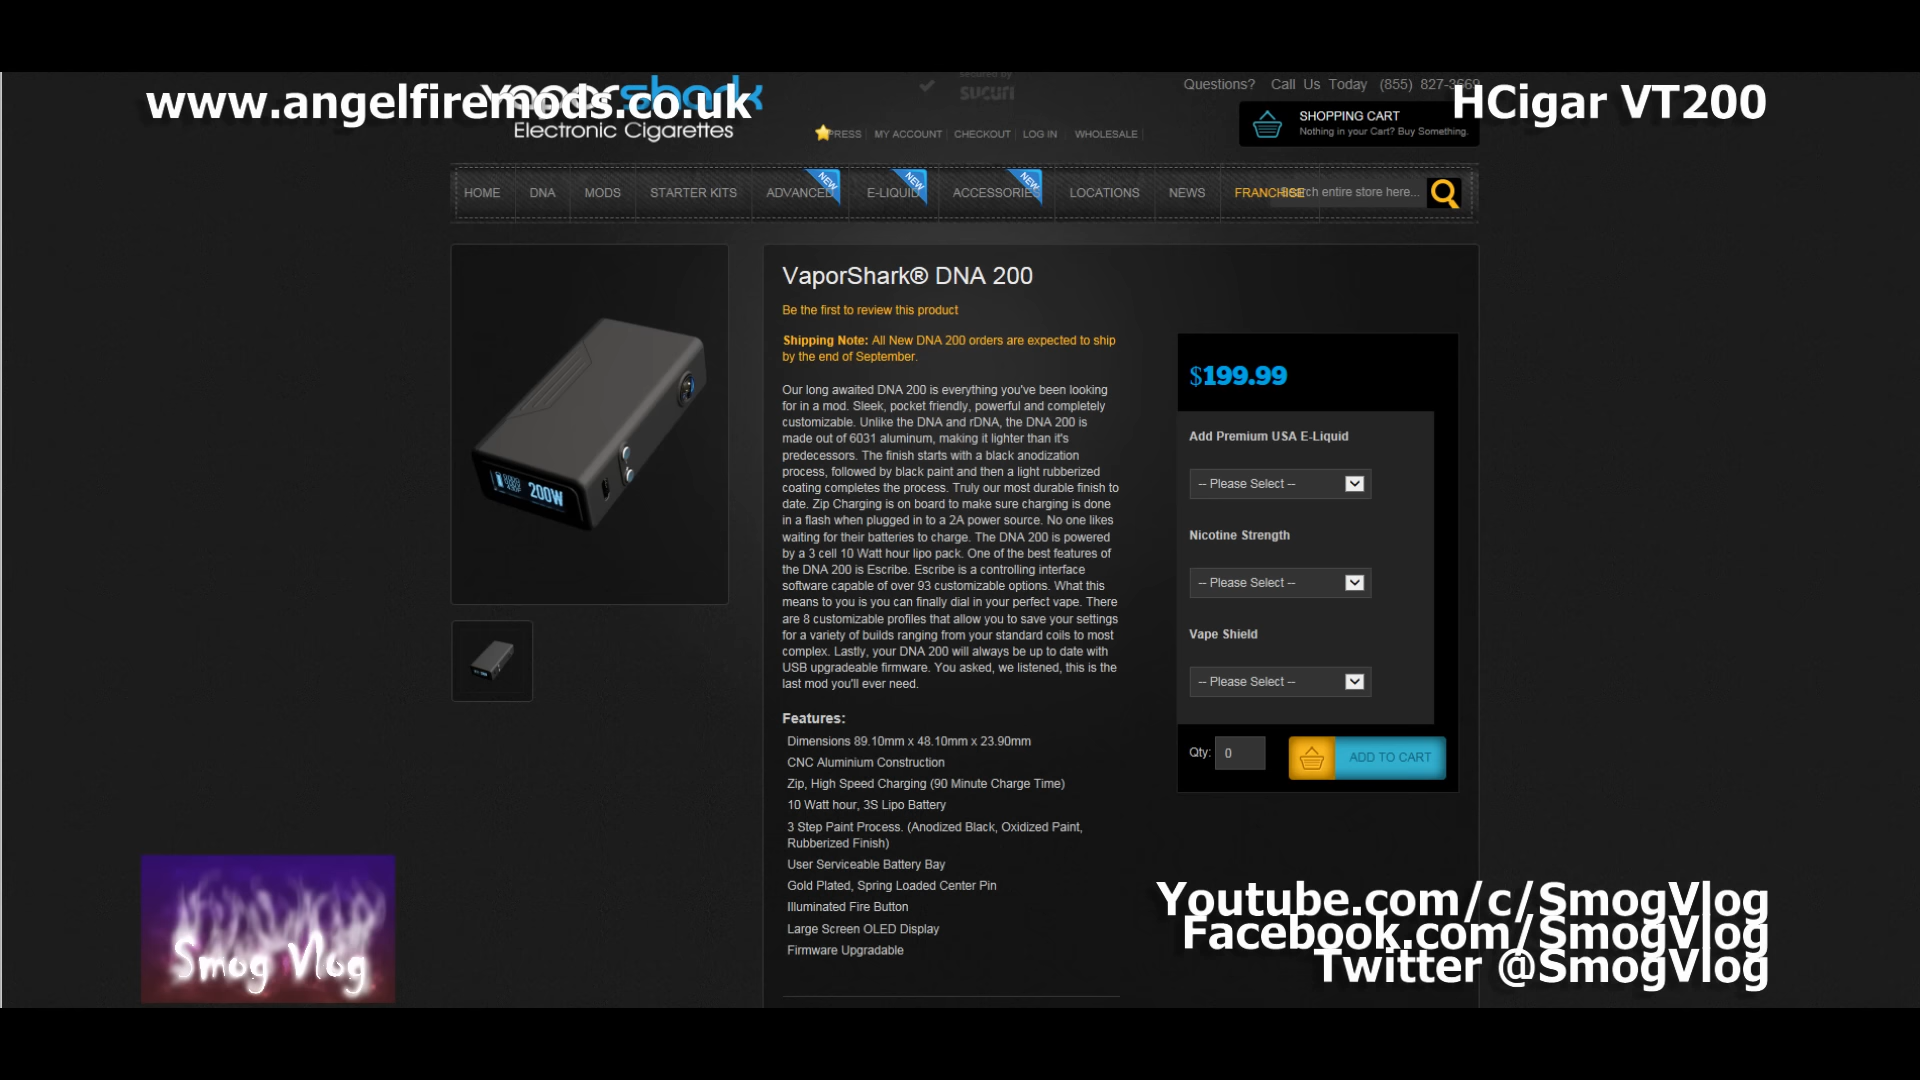 www.angelfiremods.co.uk
HCigar VT200
vapor shark
Electronic Cigarettes
secured by
sucuri
Questions? Call Us Today (855) 827-3669
SHOPPING CART
Nothing in your Cart? Buy Something.
PRESS MY ACCOUNT CHECKOUT LOG IN WHOLESALE
HOME DNA MODS STARTER KITS ADVANCED NEW E-LIQUID NEW ACCESSORIES NEW LOCATIONS NEWS FRANCHISE Search entire store here...
VaporShark® DNA 200
Be the first to review this product
Shipping Note: All New DNA 200 orders are expected to ship
by the end of September.
Our long awaited DNA 200 is everything you've been looking
for in a mod. Sleek, pocket friendly, powerful and completely
customizable. Unlike the DNA and rDNA, the DNA 200 is
made out of 6031 aluminum, making it lighter than it's
predecessors. The finish starts with a black anodization
process, followed by black paint and then a light rubberized
coating completes the process. Truly our most durable finish to
date. Zip Charging is on board to make sure charging is done
in a flash when plugged in to a 2A power source. No one likes
waiting for their batteries to charge. The DNA 200 is powered
by a 3 cell 10 Watt hour lipo pack. One of the best features of
the DNA 200 is Escribe. Escribe is a controlling interface
software capable of over 93 customizable options. What this
means to you is you can finally dial in your perfect vape. There
are 8 customizable profiles that allow you to save your settings
for a variety of builds ranging from your standard coils to most
complex. Lastly, your DNA 200 will always be up to date with
USB upgradeable firmware. You asked, we listened, this is the
last mod you'll ever need.
Features:
Dimensions 89.10mm x 48.10mm x 23.90mm
CNC Aluminium Construction
Zip, High Speed Charging (90 Minute Charge Time)
10 Watt hour, 3S Lipo Battery
3 Step Paint Process. (Anodized Black, Oxidized Paint,
Rubberized Finish)
User Serviceable Battery Bay
Gold Plated, Spring Loaded Center Pin
Illuminated Fire Button
Large Screen OLED Display
Firmware Upgradable
$199.99
Add Premium USA E-Liquid
-- Please Select --
Nicotine Strength
-- Please Select --
Vape Shield
-- Please Select --
Qty: 0
ADD TO CART
200W
Smog Vlog
Youtube.com/c/SmogVlog
Facebook.com/SmogVlog
Twitter @SmogVlog